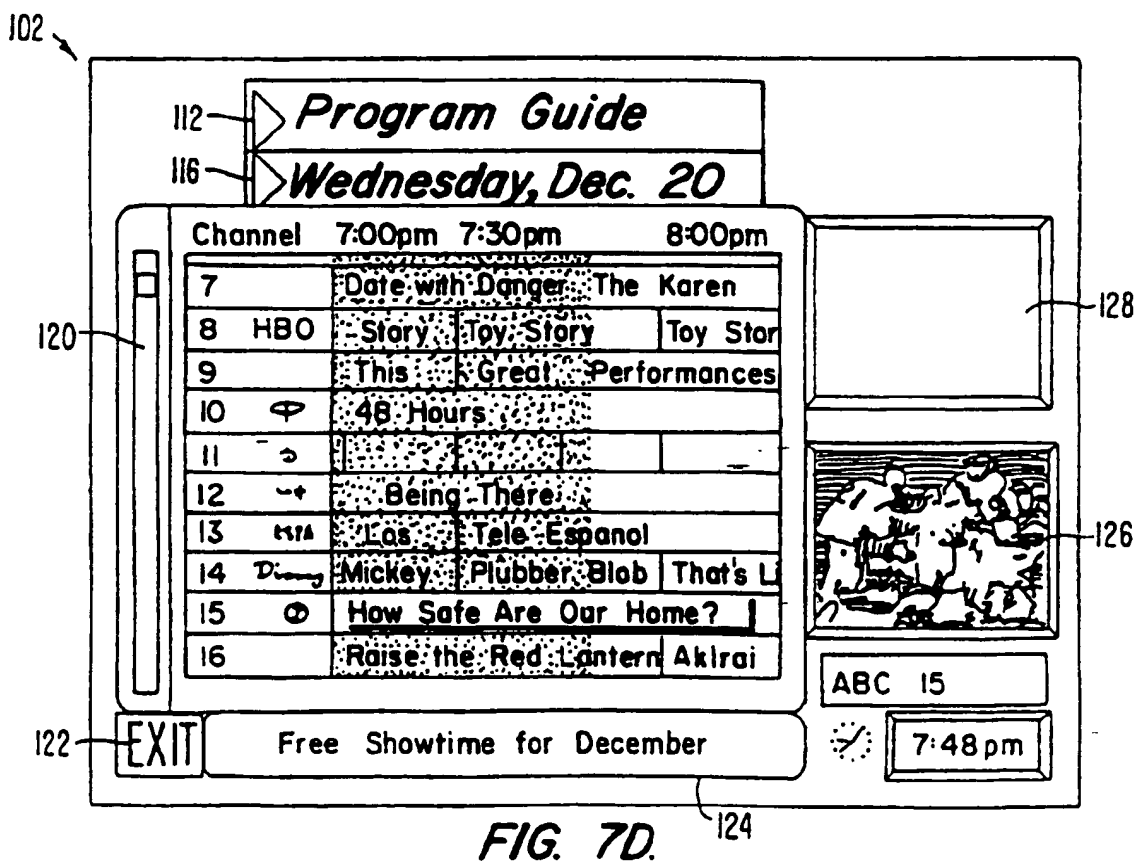 102
112
Program Guide
116
Wednesday, Dec. 20
Channel 7:00pm 7:30pm 8:00pm
7 Date with Danger The Karen
8 HBO Story Toy Story Toy Stor
9 This Great Performances
10 48 Hours
11
12 Being There
13 Los Tele Espanol
14 Disney Mickey Plubber Blob That's Li
15 How Safe Are Our Home?
16 Raise the Red Lantern Akirai
120
128
126
ABC 15
122
EXIT
Free Showtime for December
7:48pm
124
FIG. 7D.